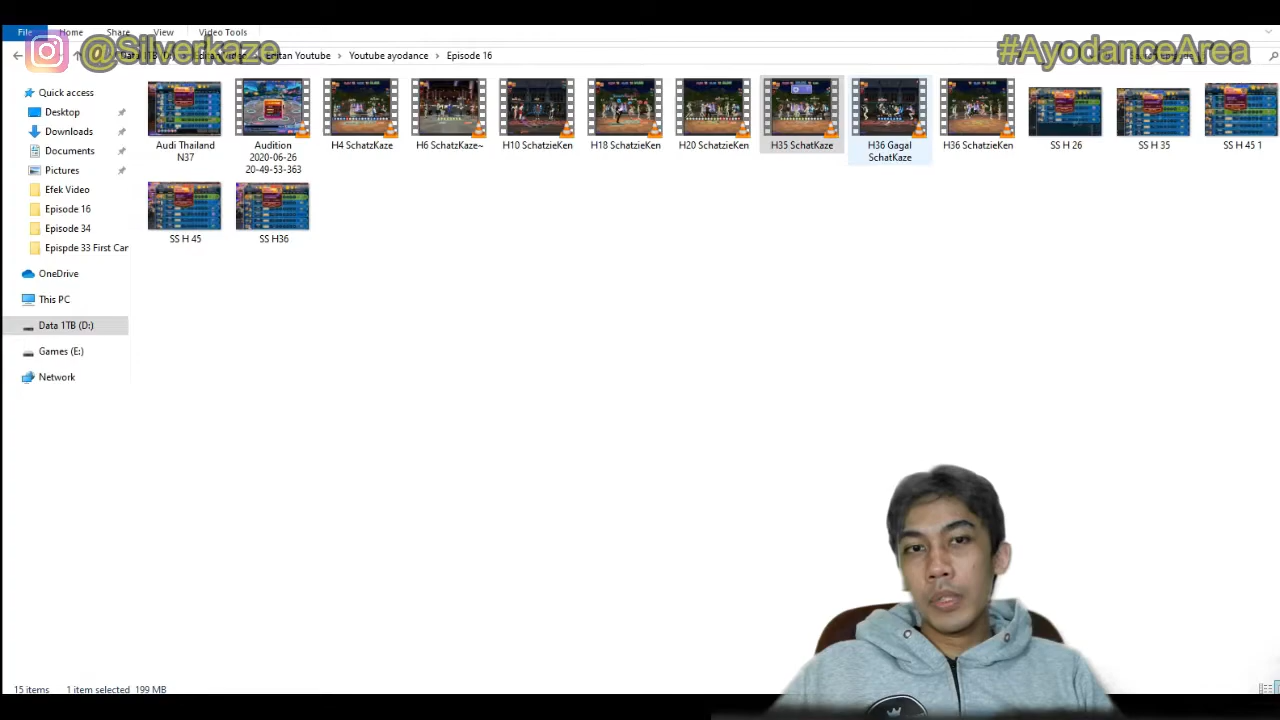 File Home Share View Video Tools
@Silverkaze
#AyodanceArea
Editan Youtube > Youtube ayodance > Episode 16
Quick access
Desktop
Downloads
Documents
Pictures
Efek Video
Episode 16
Episode 34
Epispde 33 First Car
OneDrive
This PC
Data 1TB (D:)
Games (E:)
Network
Audi Thailand
N37
Audition
2020-06-26
20-49-53-363
H4 SchatzKaze
H6 SchatzKaze~
H10 SchatzieKen
H18 SchatzieKen
H20 SchatzieKen
H35 SchatKaze
H36 Gagal
SchatKaze
H36 SchatzieKen
SS H 26
SS H 35
SS H 45 1
SS H 45
SS H36
15 items 1 item selected 199 MB